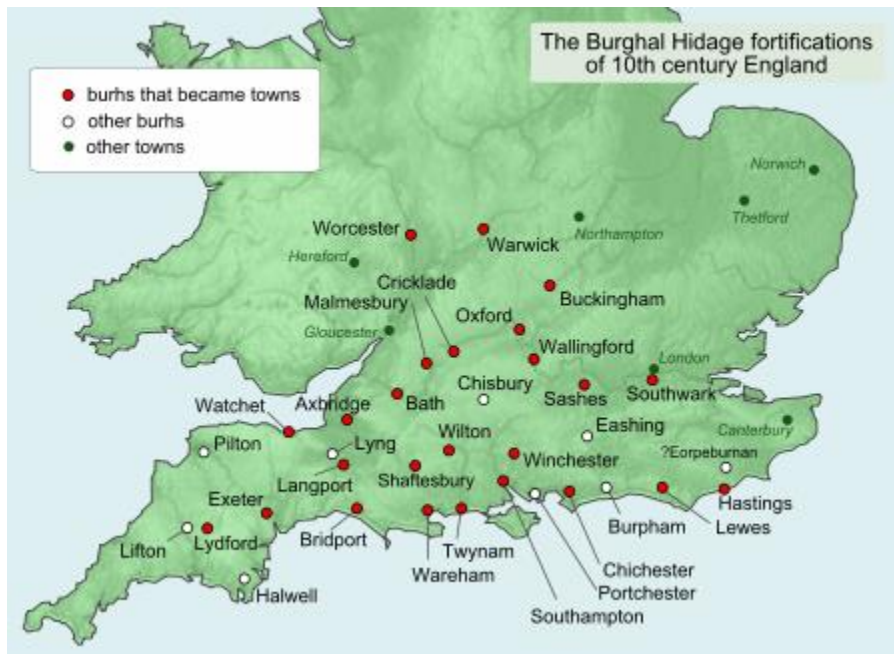 The Burghal Hidage fortifications
of 10th century England
burhs that became towns
other burhs
other towns
Norwich
Thetford
Worcester
Warwick
Northampton
Hereford
Cricklade
Malmesbury
Buckingham
Oxford
Gloucester
Wallingford
London
Chisbury
Sashes
Southwark
Bath
Watchet
Axbridge
Canterbury
Eashing
Pilton
Lyng
Wilton
?Eorpeburnan
Winchester
Langport
Shaftesbury
Exeter
Hastings
Lifton
Lydford
Bridport
Burpham
Lewes
Twynam
Wareham
Chichester
Portchester
Halwell
Southampton